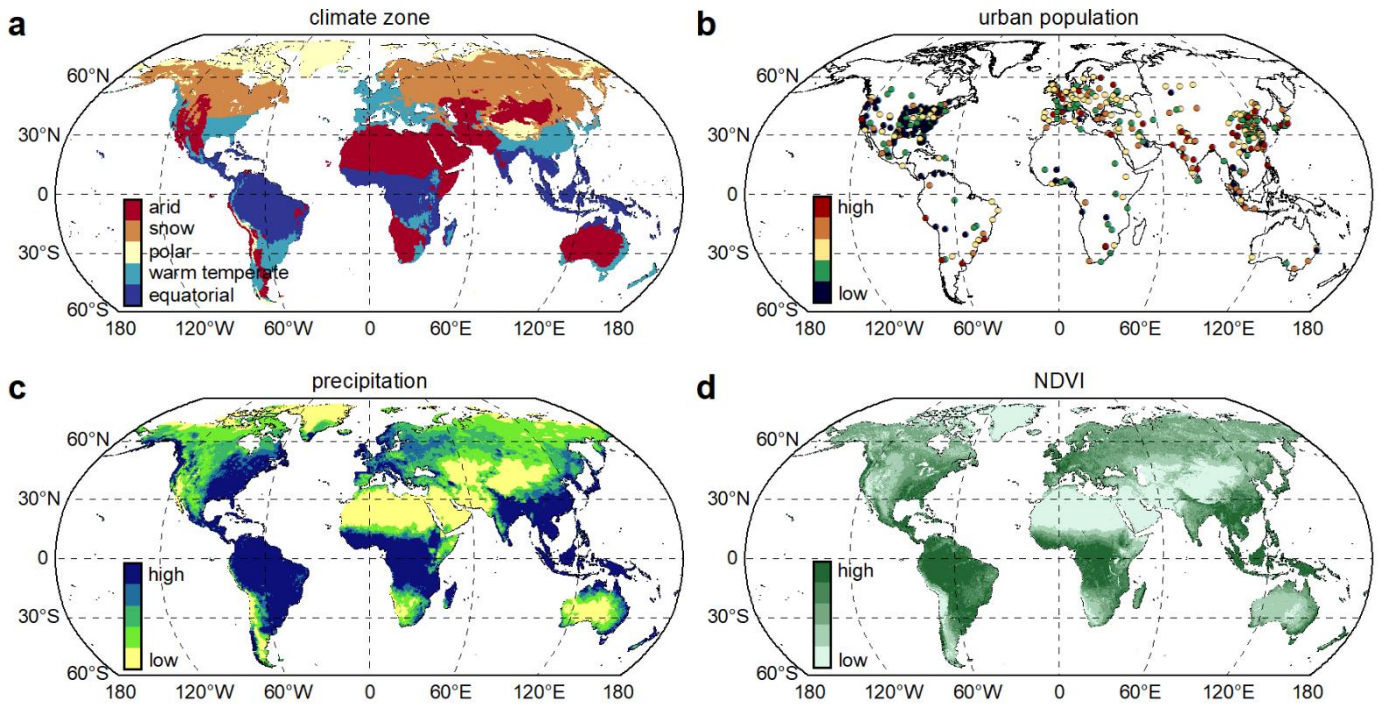 a
climate zone
60°N
30°N
0
30°S
60°S
arid
snow
polar
warm temperate
equatorial
180 120°W 60°W 0 60°E 120°E 180
b
urban population
60°N
30°N
0
30°S
60°S
high
low
180 120°W 60°W 0 60°E 120°E 180
c
precipitation
60°N
30°N
0
30°S
60°S
high
low
180 120°W 60°W 0 60°E 120°E 180
d
NDVI
60°N
30°N
0
30°S
60°S
high
low
180 120°W 60°W 0 60°E 120°E 180